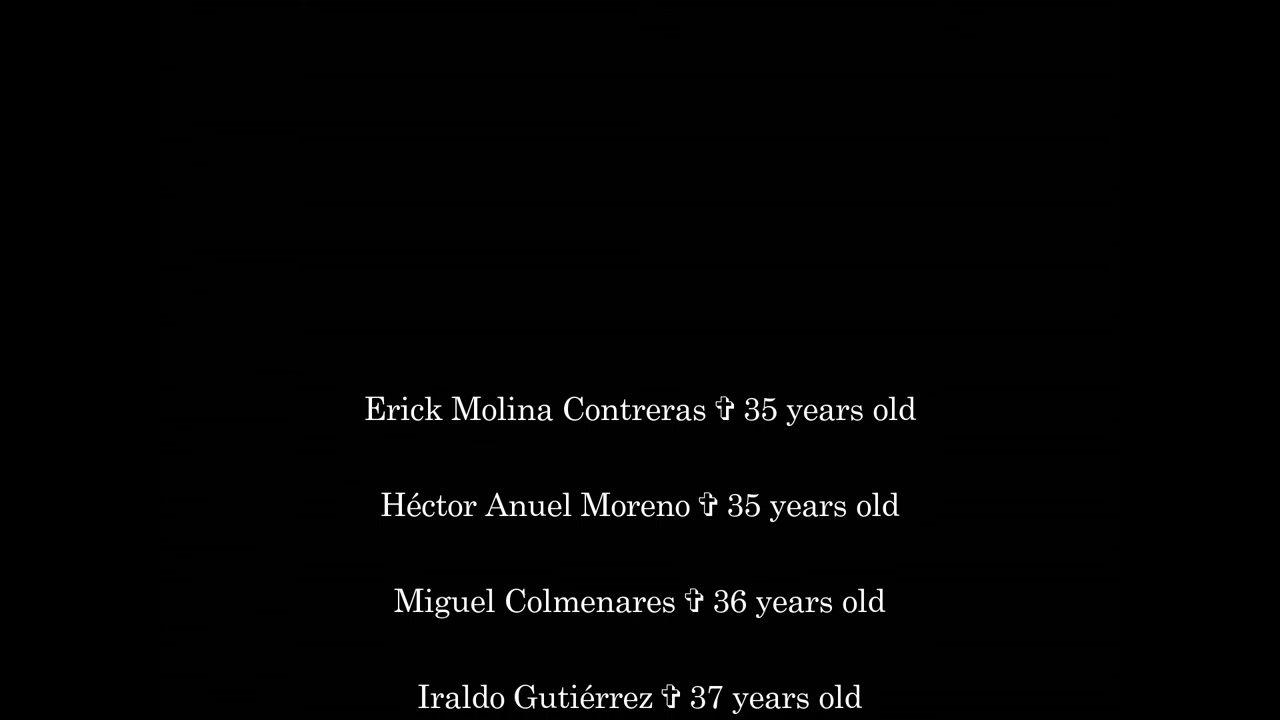 Erick Molina Contreras ✞ 35 years old
Héctor Anuel Moreno ✞ 35 years old
Miguel Colmenares ✞ 36 years old
Iraldo Gutiérrez ✞ 37 years old